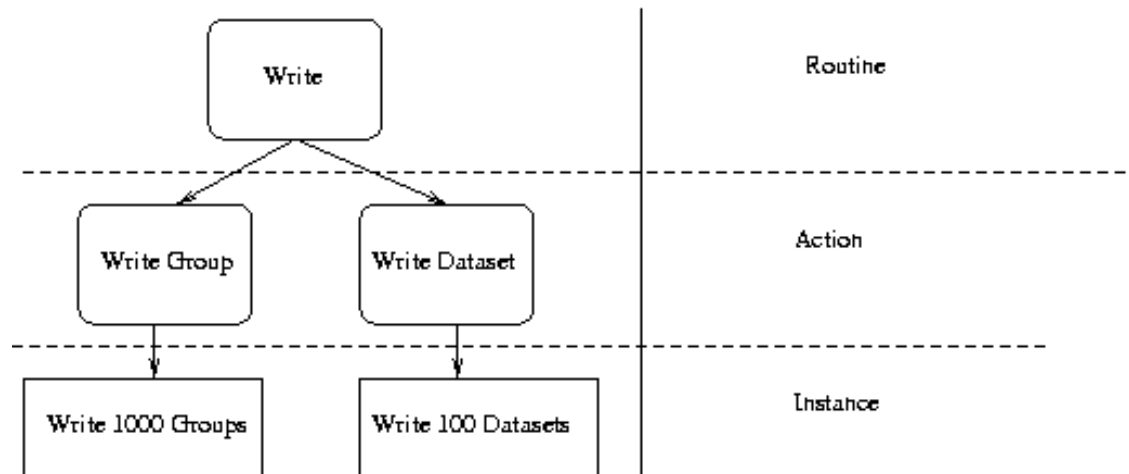 Write
Routine
Write Group
Write Dataset
Action
Write 1000 Groups
Write 100 Datasets
Instance